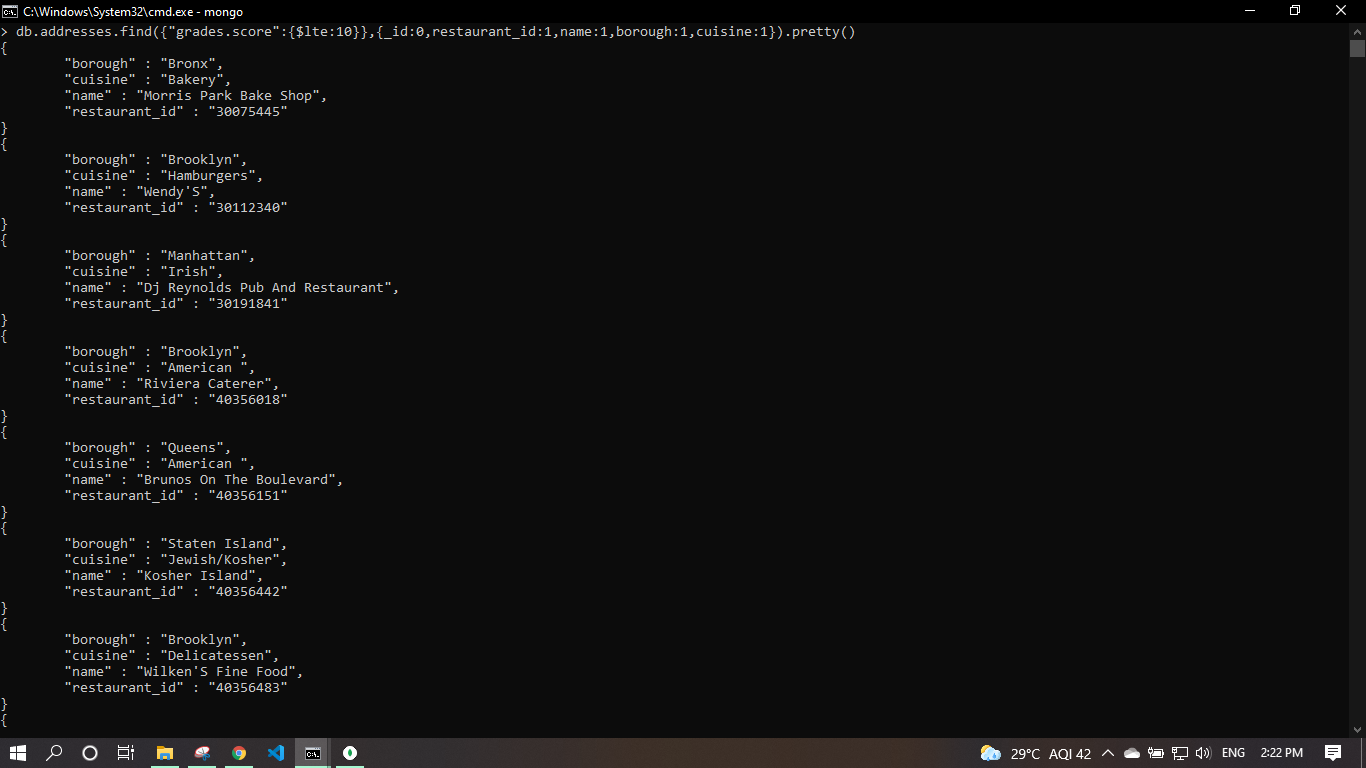 C:\Windows\System32\cmd.exe - mongo
> db.addresses.find({"grades.score":{$lte:10}},{_id:0,restaurant_id:1,name:1,borough:1,cuisine:1}).pretty()
{
"borough" : "Bronx",
"cuisine" : "Bakery",
"name" : "Morris Park Bake Shop",
"restaurant_id" : "30075445"
}
{
"borough" : "Brooklyn",
"cuisine" : "Hamburgers",
"name" : "Wendy'S",
"restaurant_id" : "30112340"
}
{
"borough" : "Manhattan",
"cuisine" : "Irish",
"name" : "Dj Reynolds Pub And Restaurant",
"restaurant_id" : "30191841"
}
{
"borough" : "Brooklyn",
"cuisine" : "American ",
"name" : "Riviera Caterer",
"restaurant_id" : "40356018"
}
{
"borough" : "Queens",
"cuisine" : "American ",
"name" : "Brunos On The Boulevard",
"restaurant_id" : "40356151"
}
{
"borough" : "Staten Island",
"cuisine" : "Jewish/Kosher",
"name" : "Kosher Island",
"restaurant_id" : "40356442"
}
{
"borough" : "Brooklyn",
"cuisine" : "Delicatessen",
"name" : "Wilken'S Fine Food",
"restaurant_id" : "40356483"
}
{
29°C AQI 42 ENG 2:22 PM